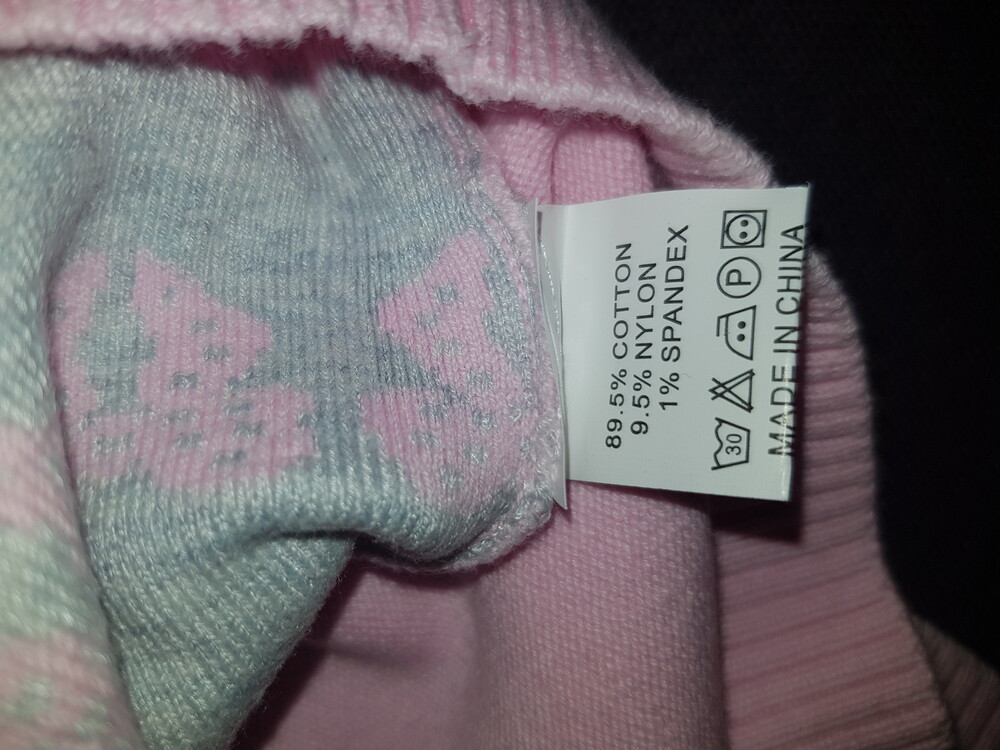 89.5% COTTON
9.5% NYLON
1% SPANDEX
30
P
MADE IN CHINA